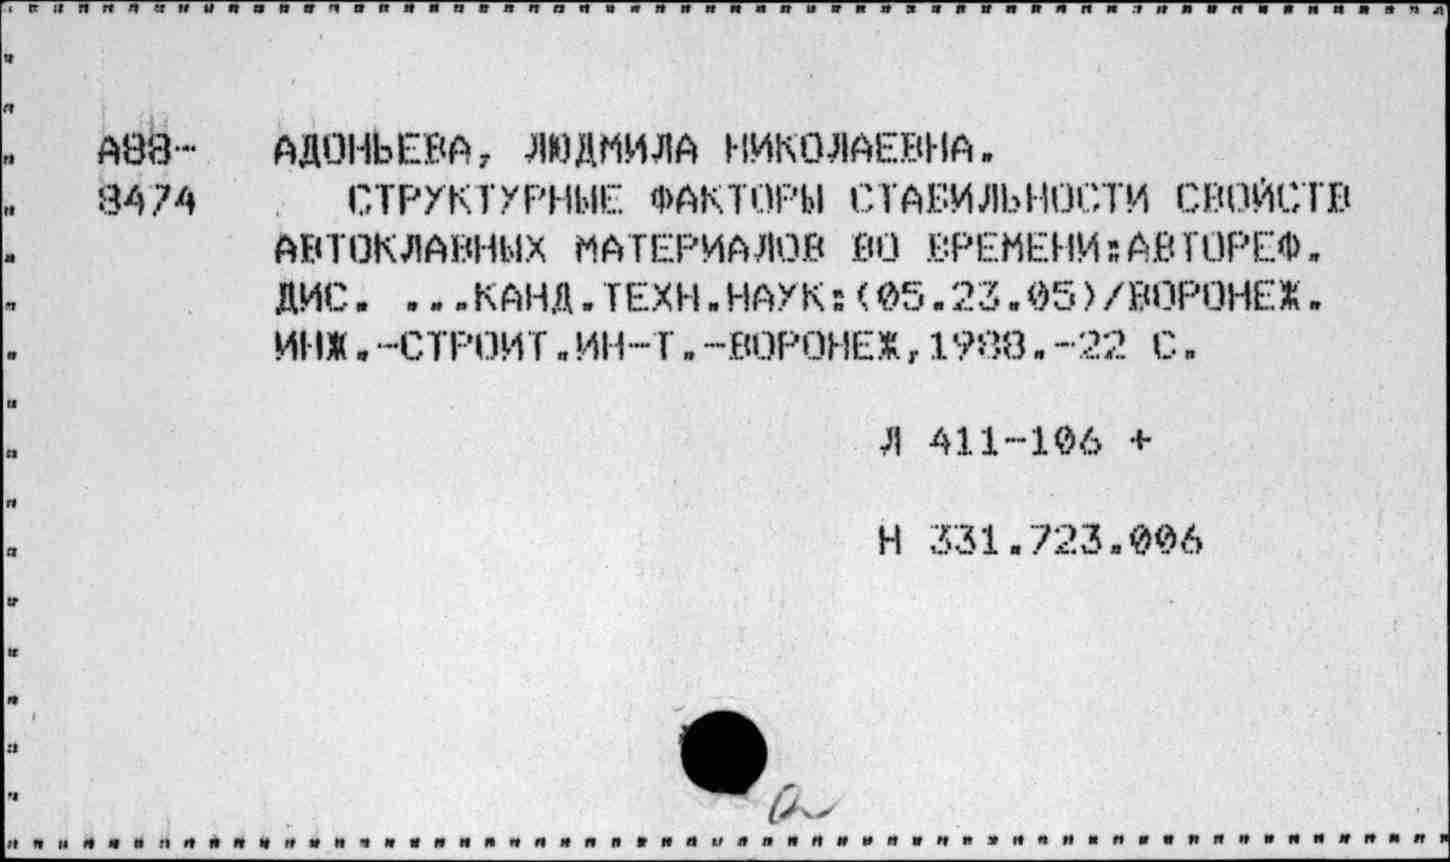 А88- АДОНЬЕВА, ЛЮДМИЛА НИКОЛАЕВНА.
8474 СТРУКТУРНЫЕ ФАКТОРЫ СТАБИЛЬНОСТИ СВОЙСТВ
АВТОКЛАВНЫХ МАТЕРИАЛОВ ВО ВРЕМЕНИ:АВТОРЕФ.
ДИС. ...КАНД.ТЕХН.НАУК:(05.23.05)/ВОРОНЕЖ.
ИНЖ.-СТРОИТ.ИН-Т.-ВОРОНЕЖ,1988.-22 С.
Л 411-106 +
Н 331.723.006